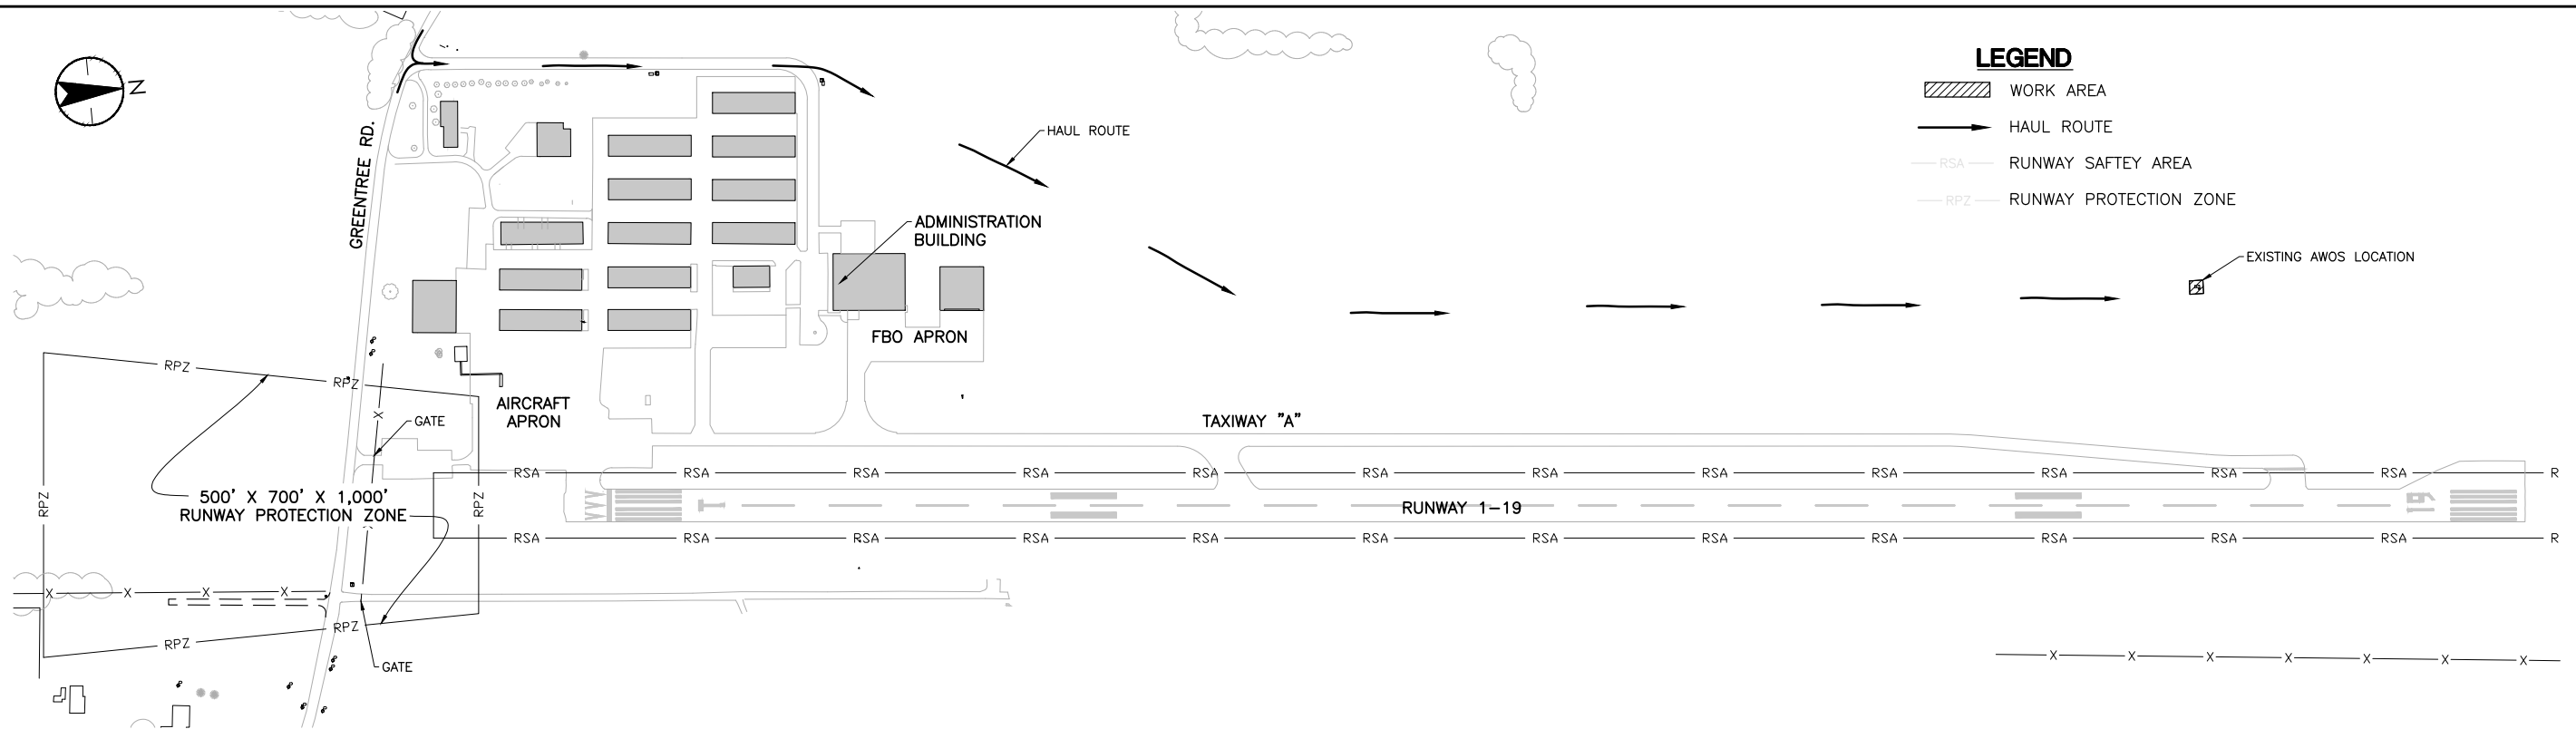 N
GREENTREE RD.
HAUL ROUTE
ADMINISTRATION
BUILDING
FBO APRON
AIRCRAFT
APRON
GATE
TAXIWAY "A"
LEGEND
WORK AREA
HAUL ROUTE
RSA
RUNWAY SAFTEY AREA
RPZ
RUNWAY PROTECTION ZONE
EXISTING AWOS LOCATION
RPZ
RPZ
X
RPZ
RPZ
500' X 700' X 1,000'
RUNWAY PROTECTION ZONE
RSA RSA RSA RSA RSA RSA RSA RSA RSA RSA RSA RSA R
1
RUNWAY 1-19
19
RSA RSA RSA RSA RSA RSA RSA RSA RSA RSA RSA RSA R
X X X X
RPZ
RPZ
GATE
X X X X X X X